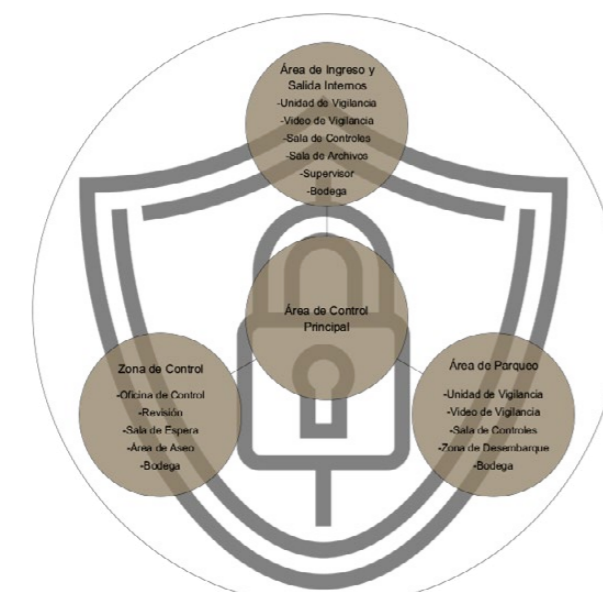 Área de Ingreso y
Salida Internos
-Unidad de Vigilancia
-Video de Vigilancia
-Sala de Controles
-Sala de Archivos
-Supervisor
-Bodega
Área de Control
Principal
Zona de Control
-Oficina de Control
-Revisión
-Sala de Espera
-Área de Aseo
-Bodega
Área de Parqueo
-Unidad de Vigilancia
-Video de Vigilancia
-Sala de Controles
-Zona de Desembarque
-Bodega